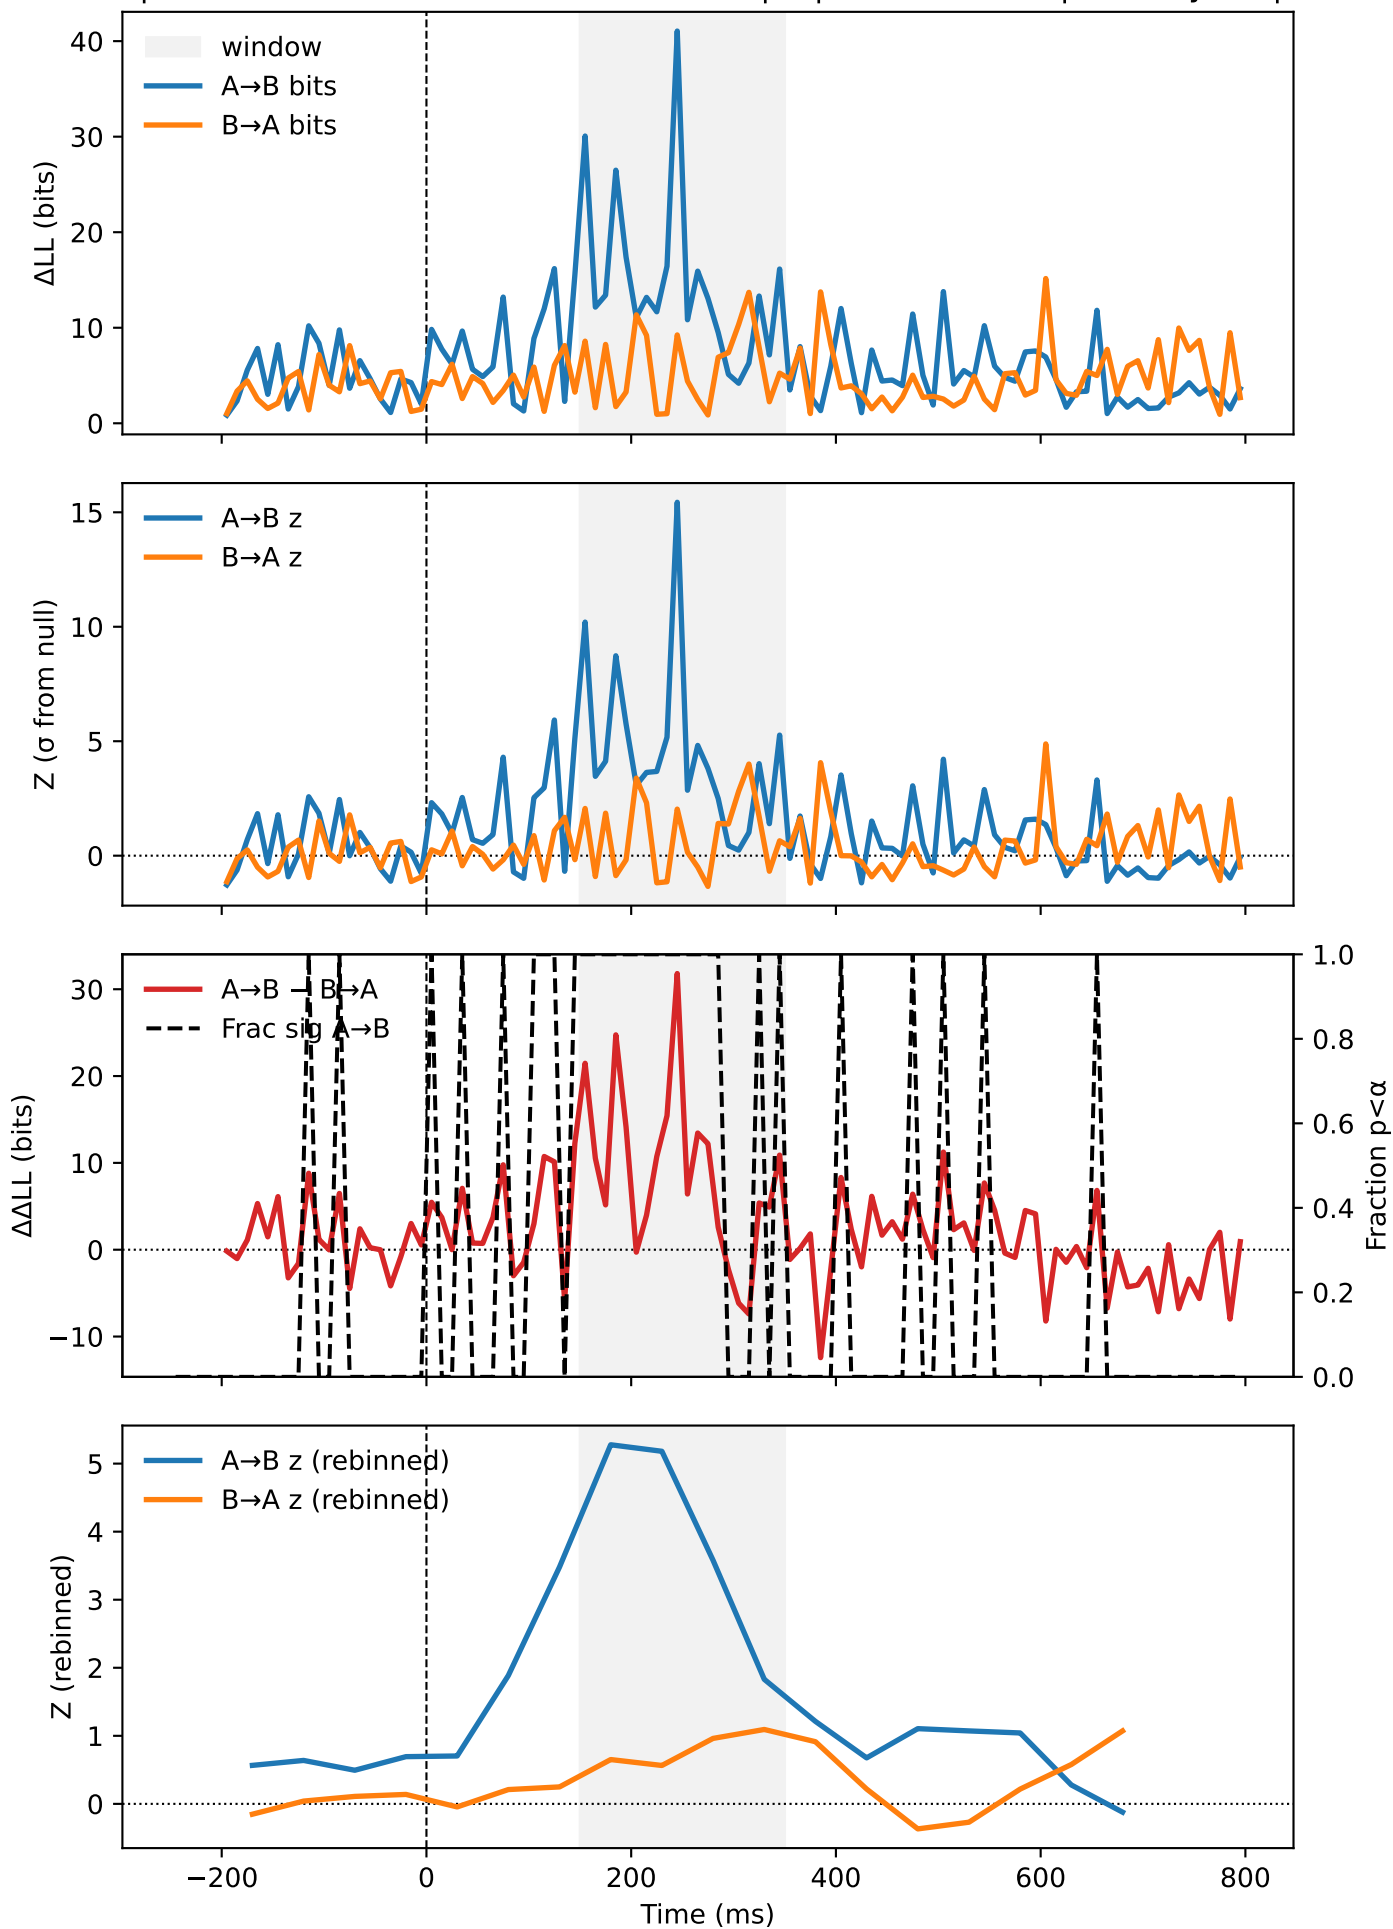 40
30
20
10
0
ΔLL (bits)
window
A→B bits
B→A bits
15
10
5
0
Z (σ from null)
A→B z
B→A z
30
20
10
0
−10
ΔΔLL (bits)
A→B − B→A
Frac sig A→B
1.0
0.8
0.6
0.4
0.2
0.0
Fraction p<α
5
4
3
2
1
0
Z (rebinned)
A→B z (rebinned)
B→A z (rebinned)
−200 0 200 400 600 800
Time (ms)